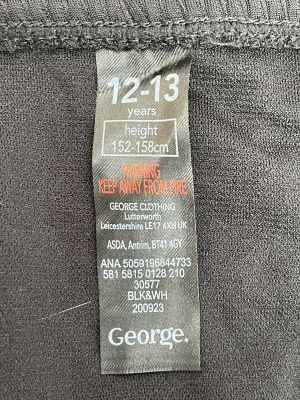 12-13
years
height
152-158cm
WARNING
KEEP AWAY FROM FIRE
GEORGE CLOTHING
Lutterworth
Leicestershire LE17 4XH UK
ASDA, Antrim, BT41 4GY
ANA 5059196844733
581 5815 0128 210
30577
BLK&WH
200923
George.